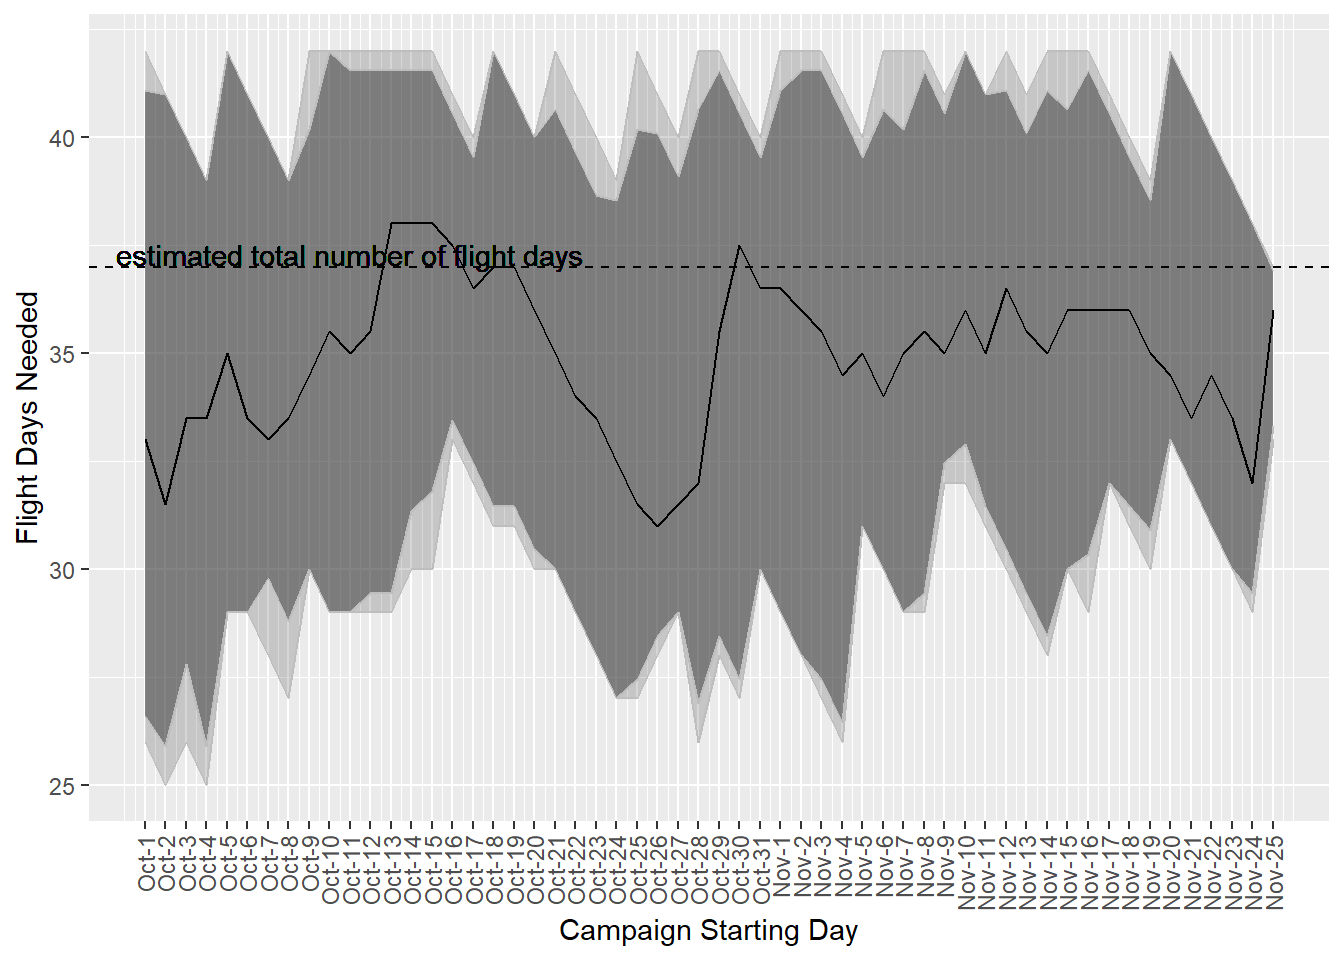 40
estimated total number of flight days
35
30
25
Flight Days Needed
Oct-1
Oct-2
Oct-3
Oct-4
Oct-5
Oct-6
Oct-7
Oct-8
Oct-9
Oct-10
Oct-11
Oct-12
Oct-13
Oct-14
Oct-15
Oct-16
Oct-17
Oct-18
Oct-19
Oct-20
Oct-21
Oct-22
Oct-23
Oct-24
Oct-25
Oct-26
Oct-27
Oct-28
Oct-29
Oct-30
Oct-31
Nov-1
Nov-2
Nov-3
Nov-4
Nov-5
Nov-6
Nov-7
Nov-8
Nov-9
Nov-10
Nov-11
Nov-12
Nov-13
Nov-14
Nov-15
Nov-16
Nov-17
Nov-18
Nov-19
Nov-20
Nov-21
Nov-22
Nov-23
Nov-24
Nov-25
Campaign Starting Day